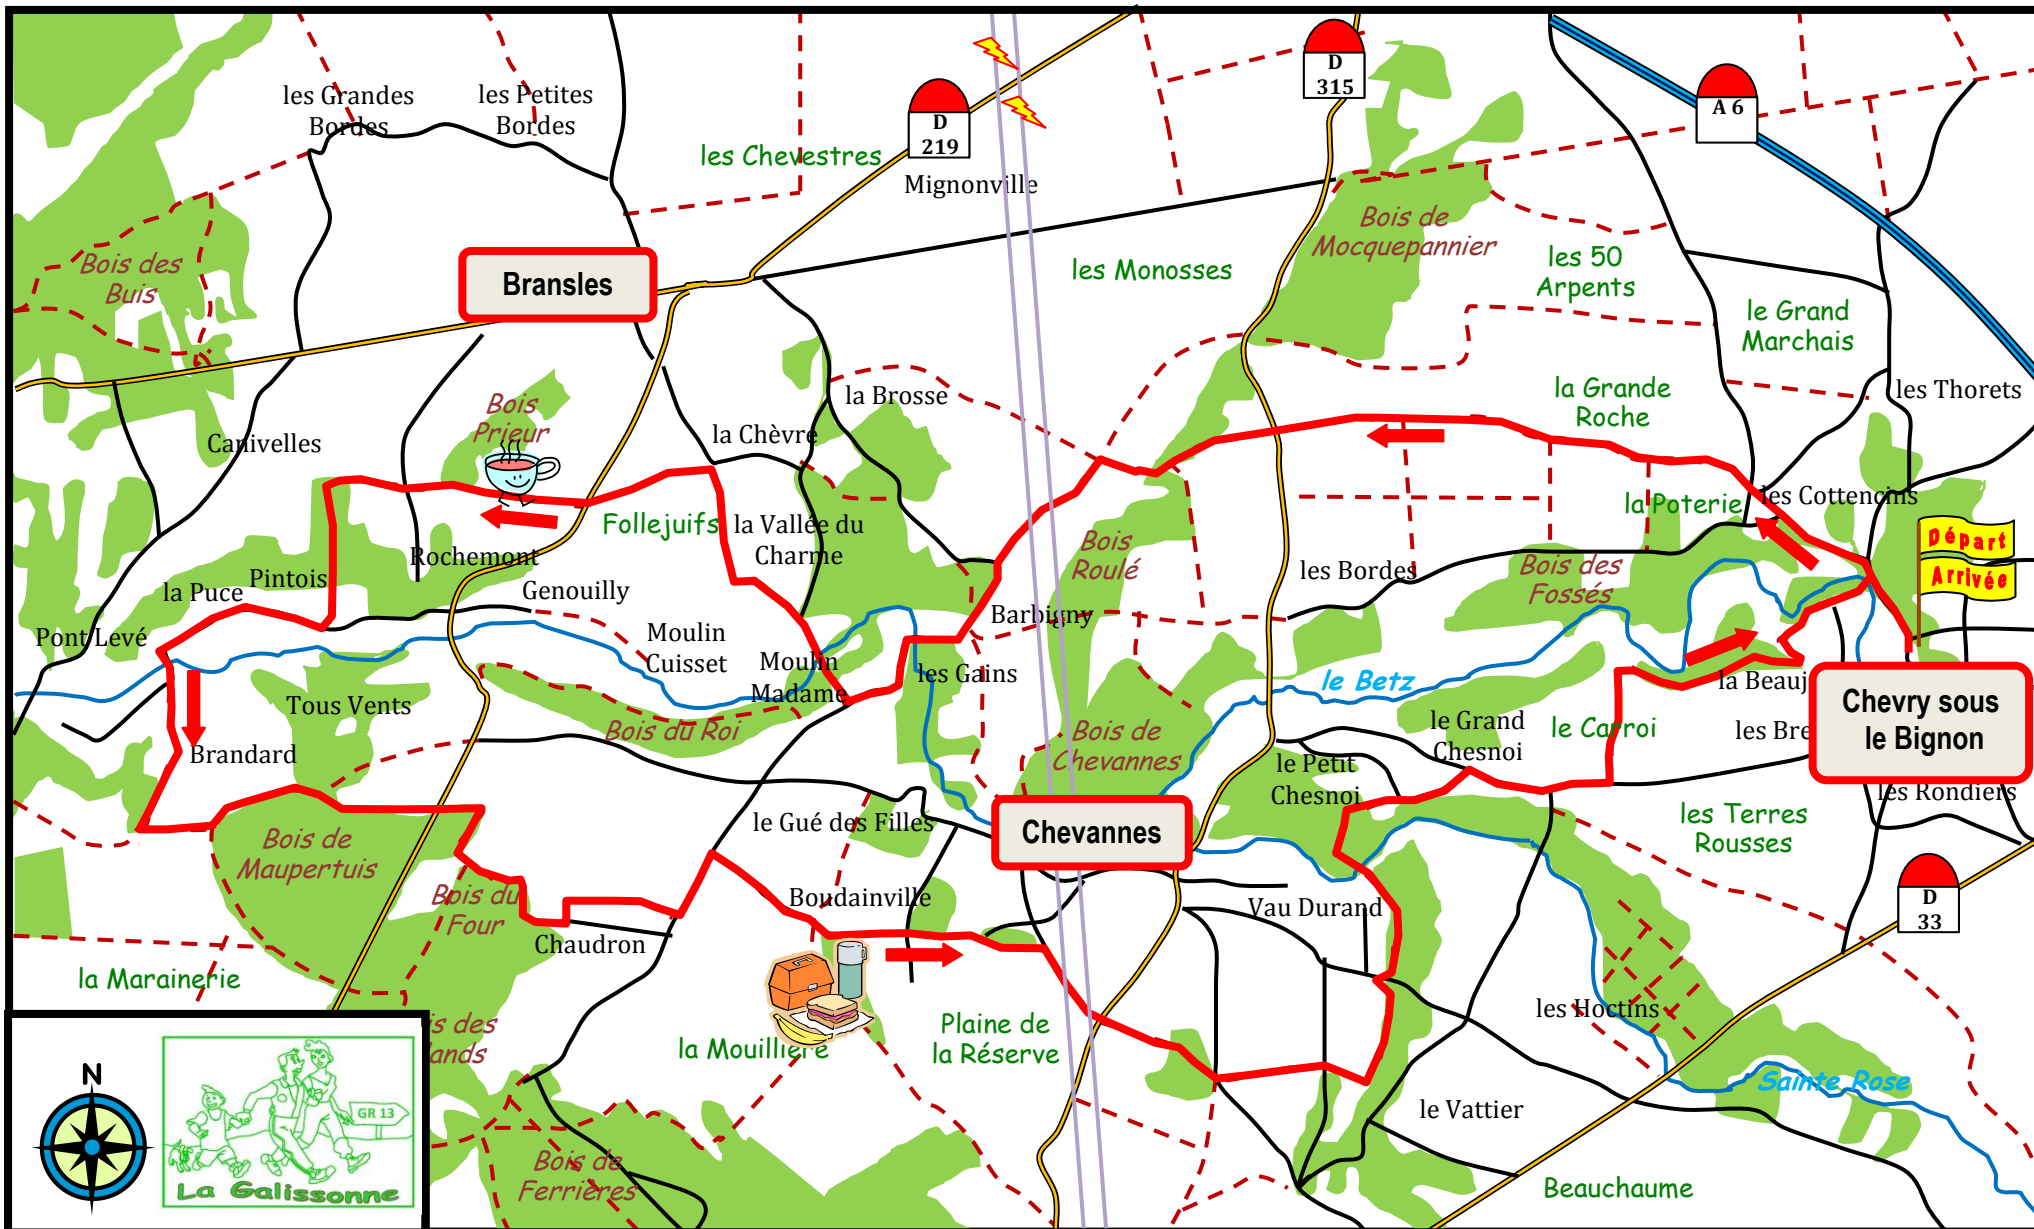 les Grandes
Bordes
les Petites
Bordes
les Chevestres
D
219
Mignonville
D
315
A 6
Bois des
Buis
Bransles
les Monosses
Bois de
Mocquepannier
les 50
Arpents
le Grand
Marchais
les Thorets
Canivelles
Bois
Prieur
la Chèvre
la Brosse
la Grande
Roche
Follejuifs
la Vallée du
Charme
Bois
Roulé
la Poterie
les Cottencins
Départ
Arrivée
Rochemont
Genouilly
la Puce
Pintois
les Bordes
Bois des
Fossés
Barbigny
Pont Levé
Moulin
Cuisset
Moulin
Madame
les Gains
le Betz
la Beauj
Tous Vents
Bois du Roi
Brandard
Bois de
Chevannes
le Grand
Chesnoi
le Carroi
les Bre
Chevry sous
le Bignon
le Petit
Chesnoi
les Rondiers
Bois de
Maupertuis
le Gué des Filles
Chevannes
les Terres
Rousses
Bois du
Four
Chaudron
Boudainville
Vau Durand
D
33
la Marainerie
is des
lands
la Mouillière
Plaine de
la Réserve
les Hoctins
Sainte Rose
le Vattier
Beauchaume
Bois de
Ferrières
N
GR 13
La Galissonne